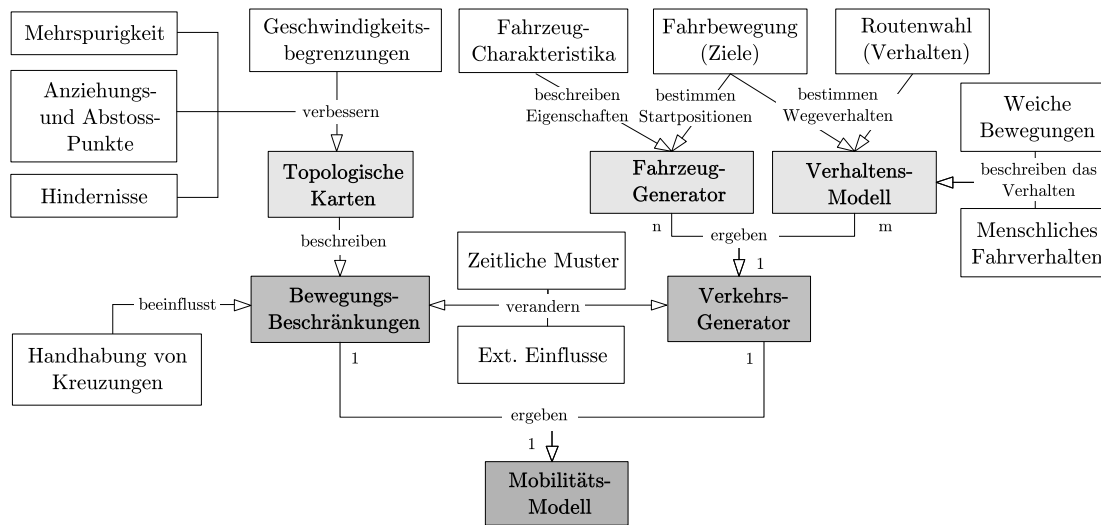 Mehrspurigkeit
Geschwindigkeits-
begrenzungen
Fahrzeug-
Charakteristika
Fahrbewegung
(Ziele)
Routenwahl
(Verhalten)
Anziehungs-
und Abstoss-
Punkte
verbessern
beschreiben
Eigenschaften
bestimmen
Startpositionen
bestimmen
Wegeverhalten
Weiche
Bewegungen
Hindernisse
Topologische
Karten
Fahrzeug-
Generator
Verhaltens-
Modell
beschreiben das
Verhalten
Menschliches
Fahrverhalten
beschreiben
n
ergeben
m
1
Zeitliche Muster
beeinflusst
Bewegungs-
Beschränkungen
verandern
Verkehrs-
Generator
Handhabung von
Kreuzungen
Ext. Einflusse
1
1
ergeben
1
Mobilitäts-
Modell